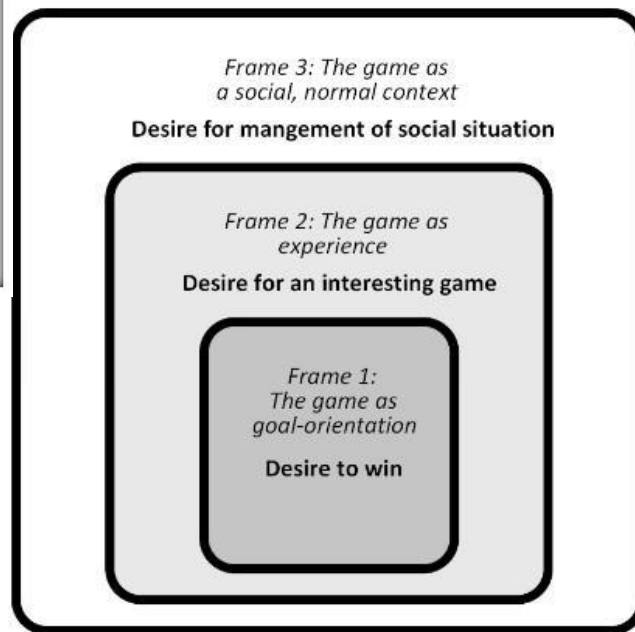 Frame 3: The game as
a social, normal context
Desire for mangement of social situation
Frame 2: The game as
experience
Desire for an interesting game
Frame 1:
The game as
goal-orientation
Desire to win